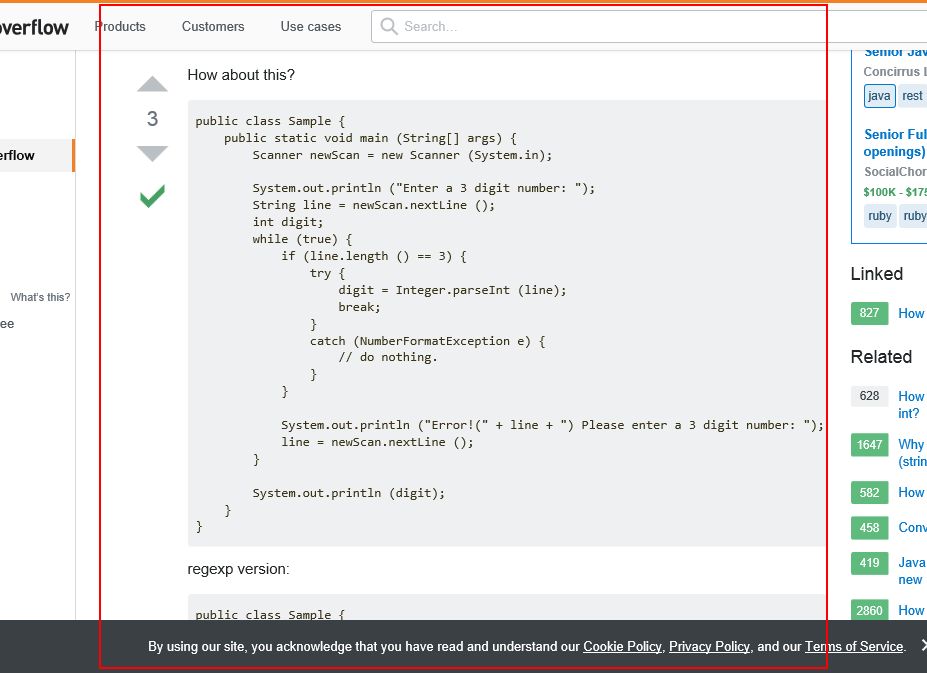 overflow Products Customers Use cases Search...
How about this?
3
public class Sample {
    public static void main (String[] args) {
        Scanner newScan = new Scanner (System.in);

        System.out.println ("Enter a 3 digit number: ");
        String line = newScan.nextLine ();
        int digit;
        while (true) {
            if (line.length () == 3) {
                try {
                    digit = Integer.parseInt (line);
                    break;
                }
                catch (NumberFormatException e) {
                    // do nothing.
                }
            }

            System.out.println ("Error!(" + line + ") Please enter a 3 digit number: ");
            line = newScan.nextLine ();
        }

        System.out.println (digit);
    }
}
regexp version:
public class Sample {
erflow
What's this?
ee
Senior Jav
Concirrus L
java rest
Senior Ful
openings)
SocialChor
$100K - $175
ruby ruby
Linked
827 How
Related
628 How
int?
1647 Why
(strin
582 How
458 Conv
419 Java
new
2860 How
By using our site, you acknowledge that you have read and understand our Cookie Policy, Privacy Policy, and our Terms of Service.